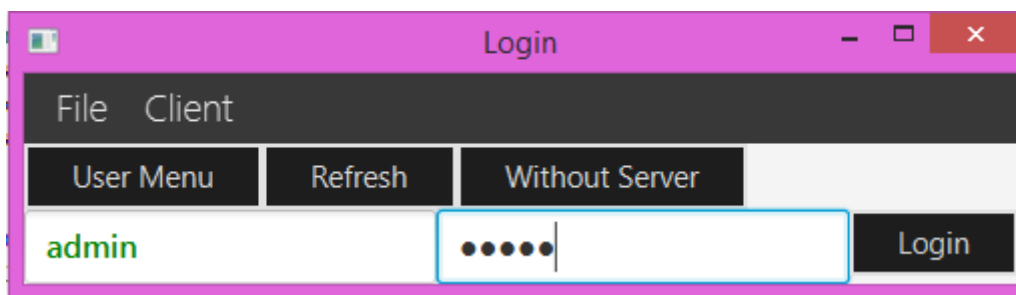 Login
File Client
User Menu Refresh Without Server
admin ••••• Login